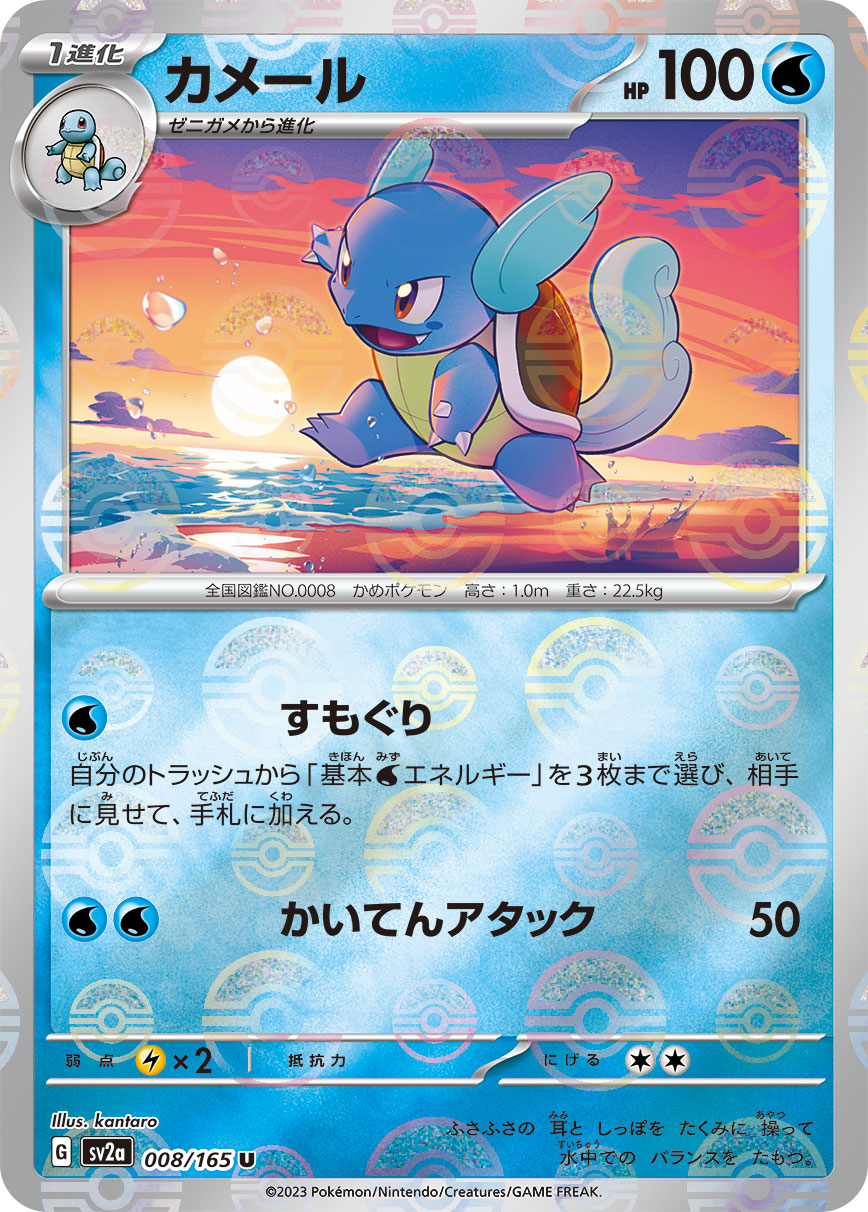 1進化
カメール
HP 100
ゼニガメから進化
全国図鑑NO.0008 かめポケモン 高さ：1.0m 重さ：22.5kg
すもぐり
自分のトラッシュから「基本エネルギー」を3枚まで選び、相手
に見せて、手札に加える。
かいてんアタック 50
弱点 ×2 抵抗力 にげる
Illus. kantaro
G sv2a 008/165 U
ふさふさの 耳と しっぽを たくみに 操って
水中での バランスを たもつ。
©2023 Pokémon/Nintendo/Creatures/GAME FREAK.